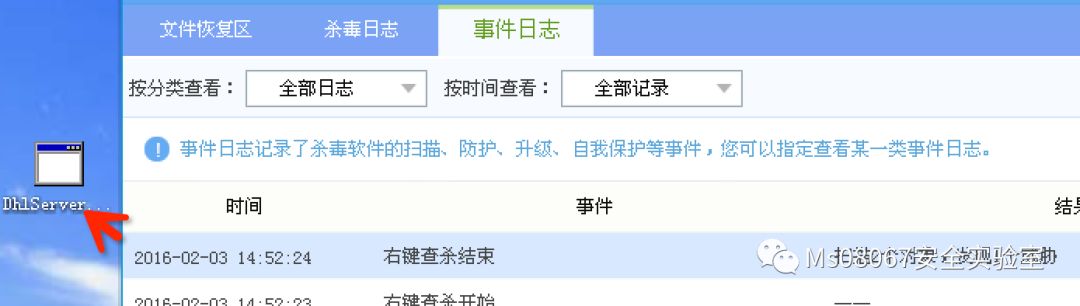 文件恢复区 杀毒日志 事件日志
按分类查看: 全部日志 按时间查看: 全部记录
事件日志记录了杀毒软件的扫描、防护、升级、自我保护等事件，您可以指定查看某一类事件日志。
DhlServer...
时间 事件
2016-02-03 14:52:24 右键查杀结束
Ms08067安全实验室
2016-02-03 14:52:23 右键查杀开始 ——